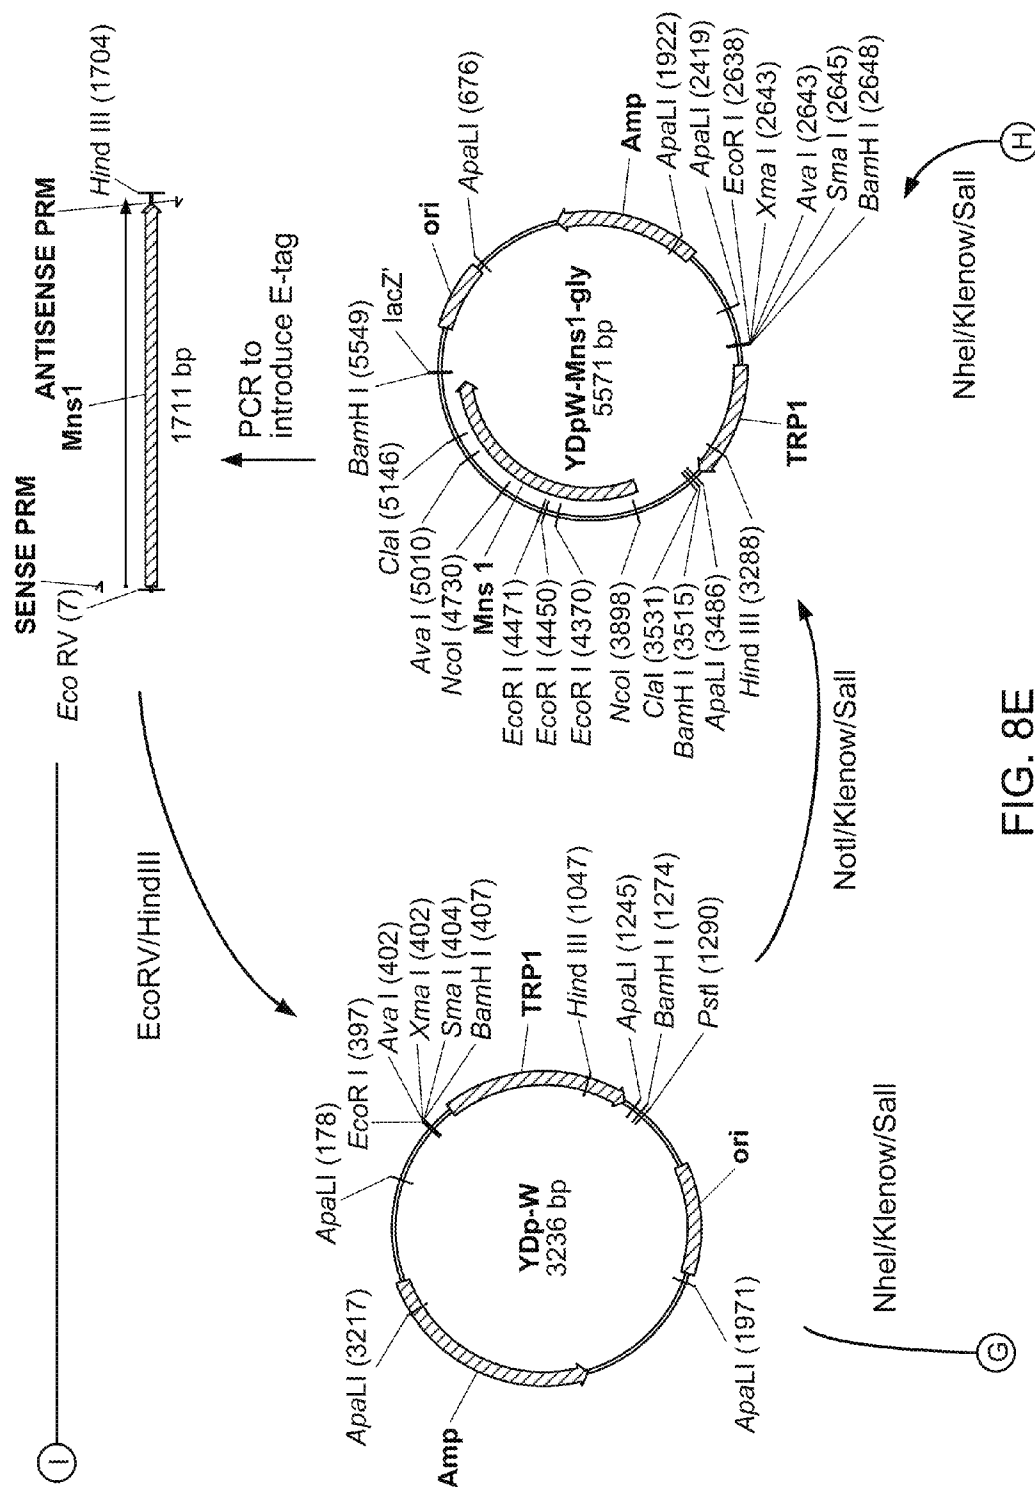 I
SENSE PRM
ANTISENSE PRM
Eco RV (7)
Mns1
Hind III (1704)
1711 bp
EcoRV/HindIII
PCR to
introduce E-tag
ApaLI (3217)
ApaLI (178)
EcoR I (397)
Ava I (402)
Xma I (402)
Sma I (404)
BamH I (407)
TRP1
Hind III (1047)
ApaLI (1245)
BamH I (1274)
PstI (1290)
ori
ApaLI (1971)
Amp
YDp-W
3236 bp
BamH I (5549)
lacZ'
ori
ApaLI (676)
ClaI (5146)
Ava I (5010)
NcoI (4730)
Mns 1
EcoR I (4471)
EcoR I (4450)
EcoR I (4370)
NcoI (3898)
ClaI (3531)
BamH I (3515)
ApaLI (3486)
Hind III (3288)
TRP1
YDpW-Mns1-gly
5571 bp
Amp
ApaLI (1922)
ApaLI (2419)
EcoR I (2638)
Xma I (2643)
Ava I (2643)
Sma I (2645)
BamH I (2648)
NheI/Klenow/SalI
G
NotI/Klenow/SalI
NheI/Klenow/SalI
H
FIG. 8E